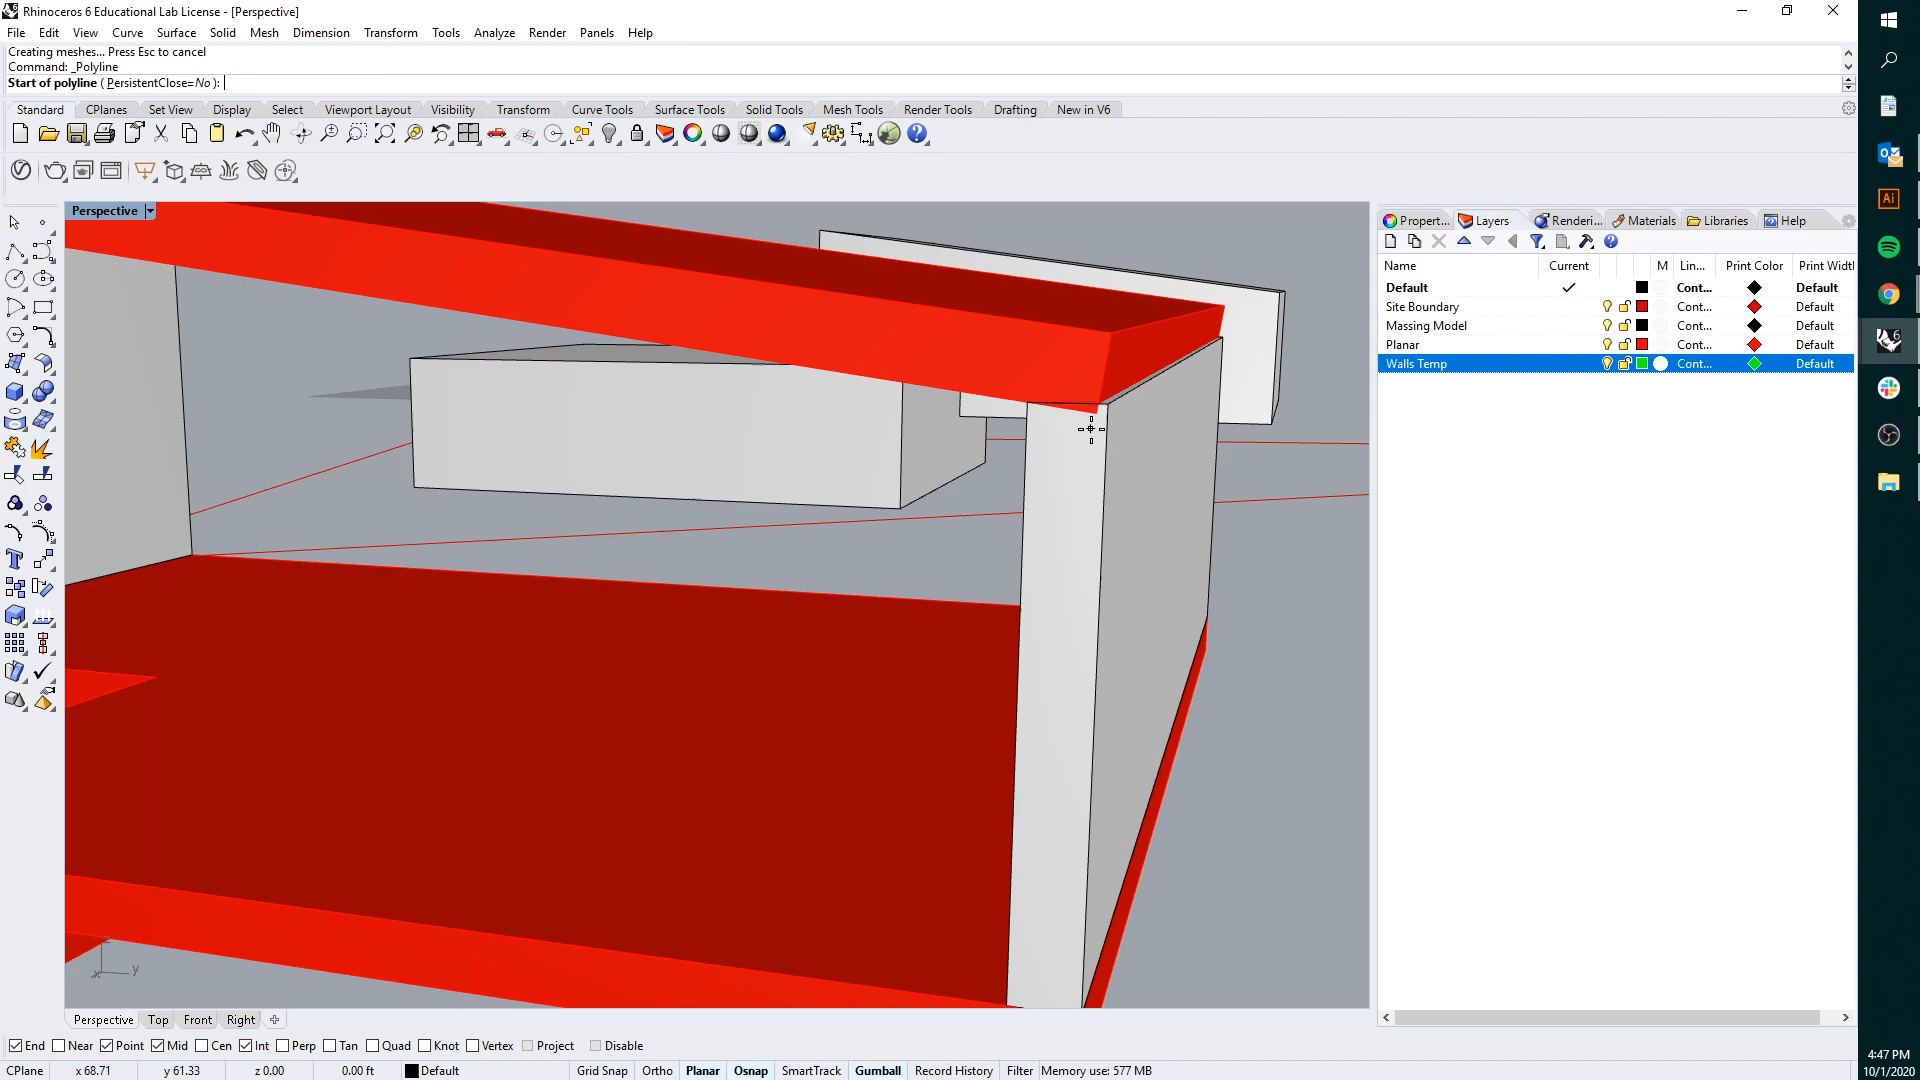 Rhinoceros 6 Educational Lab License - [Perspective]
File Edit View Curve Surface Solid Mesh Dimension Transform Tools Analyze Render Panels Help
Creating meshes... Press Esc to cancel
Command: _Polyline
Start of polyline ( PersistentClose=No ):
Standard CPlanes Set View Display Select Viewport Layout Visibility Transform Curve Tools Surface Tools Solid Tools Mesh Tools Render Tools Drafting New in V6
Perspective
Propert... Layers Renderi... Materials Libraries Help
Name Current M Lin... Print Color Print Width
Default Cont... Default
Site Boundary Cont... Default
Massing Model Cont... Default
Planar Cont... Default
Walls Temp Cont... Default
z
x y
Perspective Top Front Right
End Near Point Mid Cen Int Perp Tan Quad Knot Vertex Project Disable
CPlane x 68.71 y 61.33 z 0.00 0.00 ft Default Grid Snap Ortho Planar Osnap SmartTrack Gumball Record History Filter Memory use: 577 MB
Ai
6
4:47 PM
10/1/2020